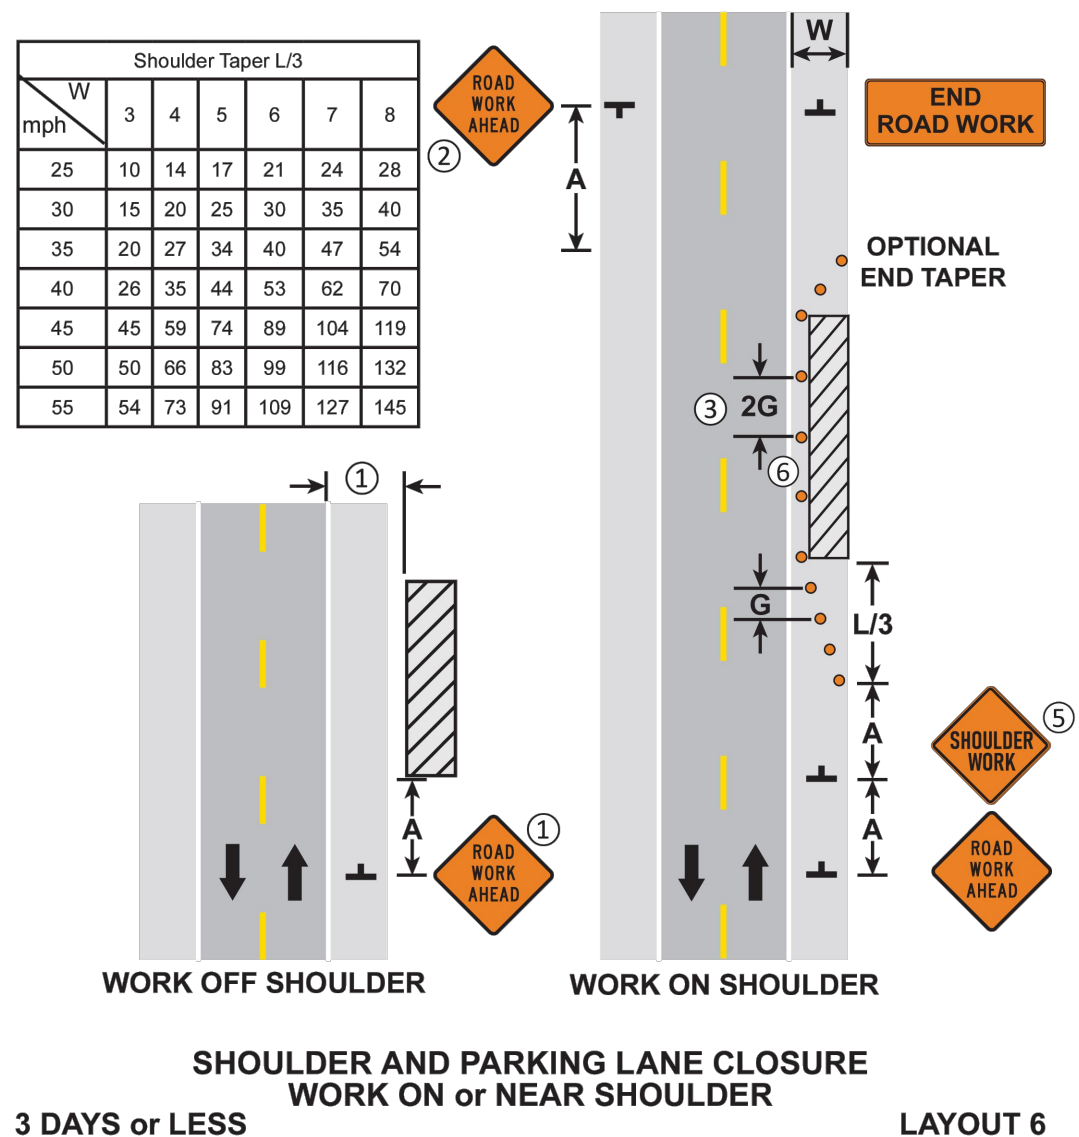 Shoulder Taper L/3
W
mph 3 4 5 6 7 8
25 10 14 17 21 24 28
30 15 20 25 30 35 40
35 20 27 34 40 47 54
40 26 35 44 53 62 70
45 45 59 74 89 104 119
50 50 66 83 99 116 132
55 54 73 91 109 127 145
ROAD
WORK
AHEAD
2
A
W
END
ROAD WORK
OPTIONAL
END TAPER
3 2G
6
G
L/3
A
SHOULDER
WORK
5
A
ROAD
WORK
AHEAD
1
A
ROAD
WORK
AHEAD
1
WORK OFF SHOULDER
WORK ON SHOULDER
SHOULDER AND PARKING LANE CLOSURE
WORK ON or NEAR SHOULDER
3 DAYS or LESS
LAYOUT 6